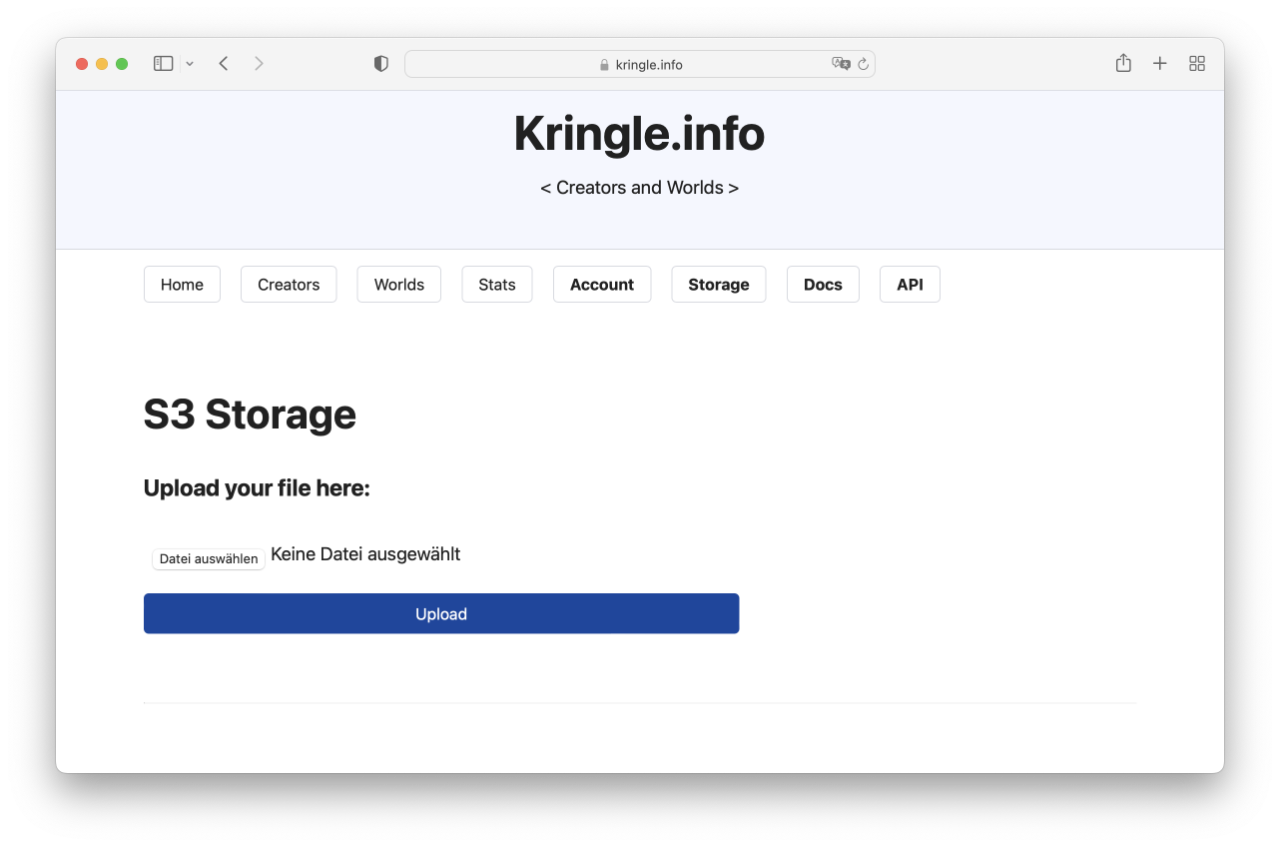 kringle.info
Kringle.info
< Creators and Worlds >
Home Creators Worlds Stats Account Storage Docs API
S3 Storage
Upload your file here:
Datei auswählen Keine Datei ausgewählt
Upload